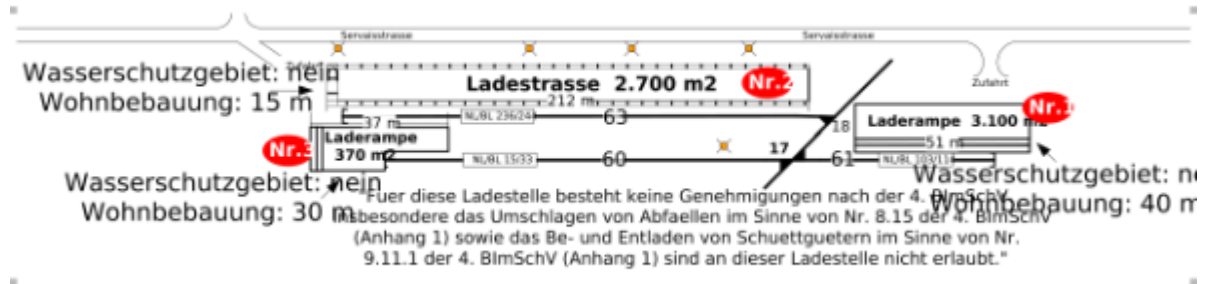 Servaisstrasse
Servaisstrasse
Zufahrt
Wasserschutzgebiet: nein
Wohnbebauung: 15 m
Ladestrasse 2.700 m2
Nr.2
212 m
Zufahrt
Nr.1
Laderampe 3.100 m2
51 m
NL/BL 236/24
63
18
37 m
Nr.3
Laderampe
370 m2
NL/BL 15/33
60
17
61
NL/BL 103/11
Wasserschutzgebiet: nein
Wohnbebauung: 30 m
Wasserschutzgebiet: ne
Wohnbebauung: 40 m
"Fuer diese Ladestelle besteht keine Genehmigungen nach der 4. BImSchV
insbesondere das Umschlagen von Abfaellen im Sinne von Nr. 8.15 der 4. BImSchV
(Anhang 1) sowie das Be- und Entladen von Schuettguetern im Sinne von Nr.
9.11.1 der 4. BImSchV (Anhang 1) sind an dieser Ladestelle nicht erlaubt."